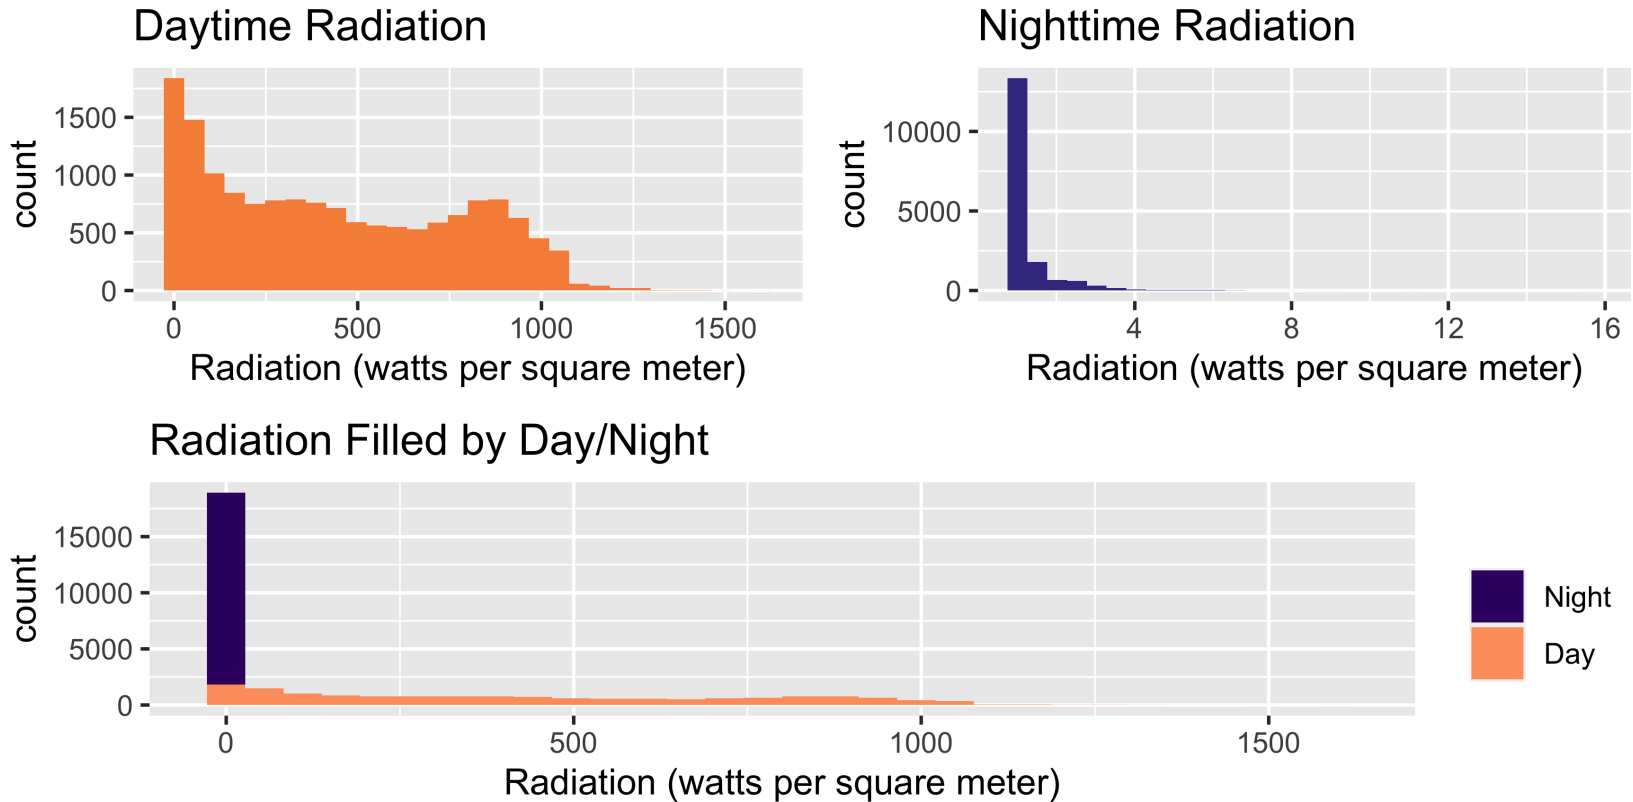 Daytime Radiation
count
1500
1000
500
0
0 500 1000 1500
Radiation (watts per square meter)
Nighttime Radiation
count
10000
5000
0
4 8 12 16
Radiation (watts per square meter)
Radiation Filled by Day/Night
count
15000
10000
5000
0
0 500 1000 1500
Radiation (watts per square meter)
Night
Day